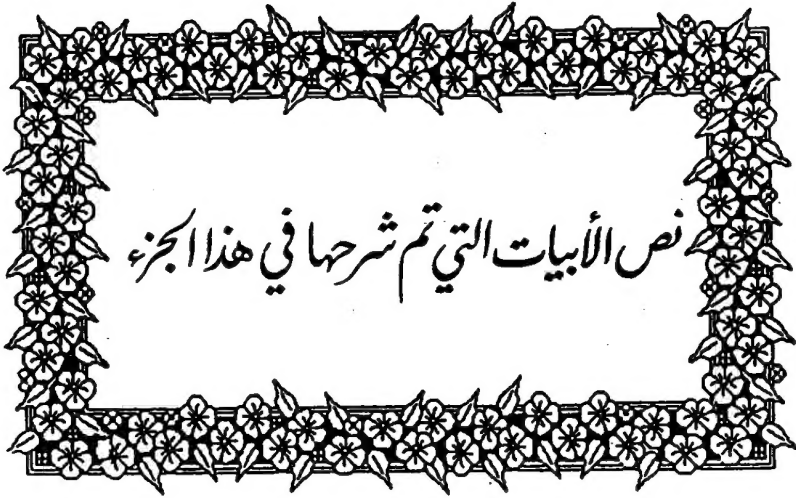 نص الأبيات التي تم شرحها في هذا الجزء